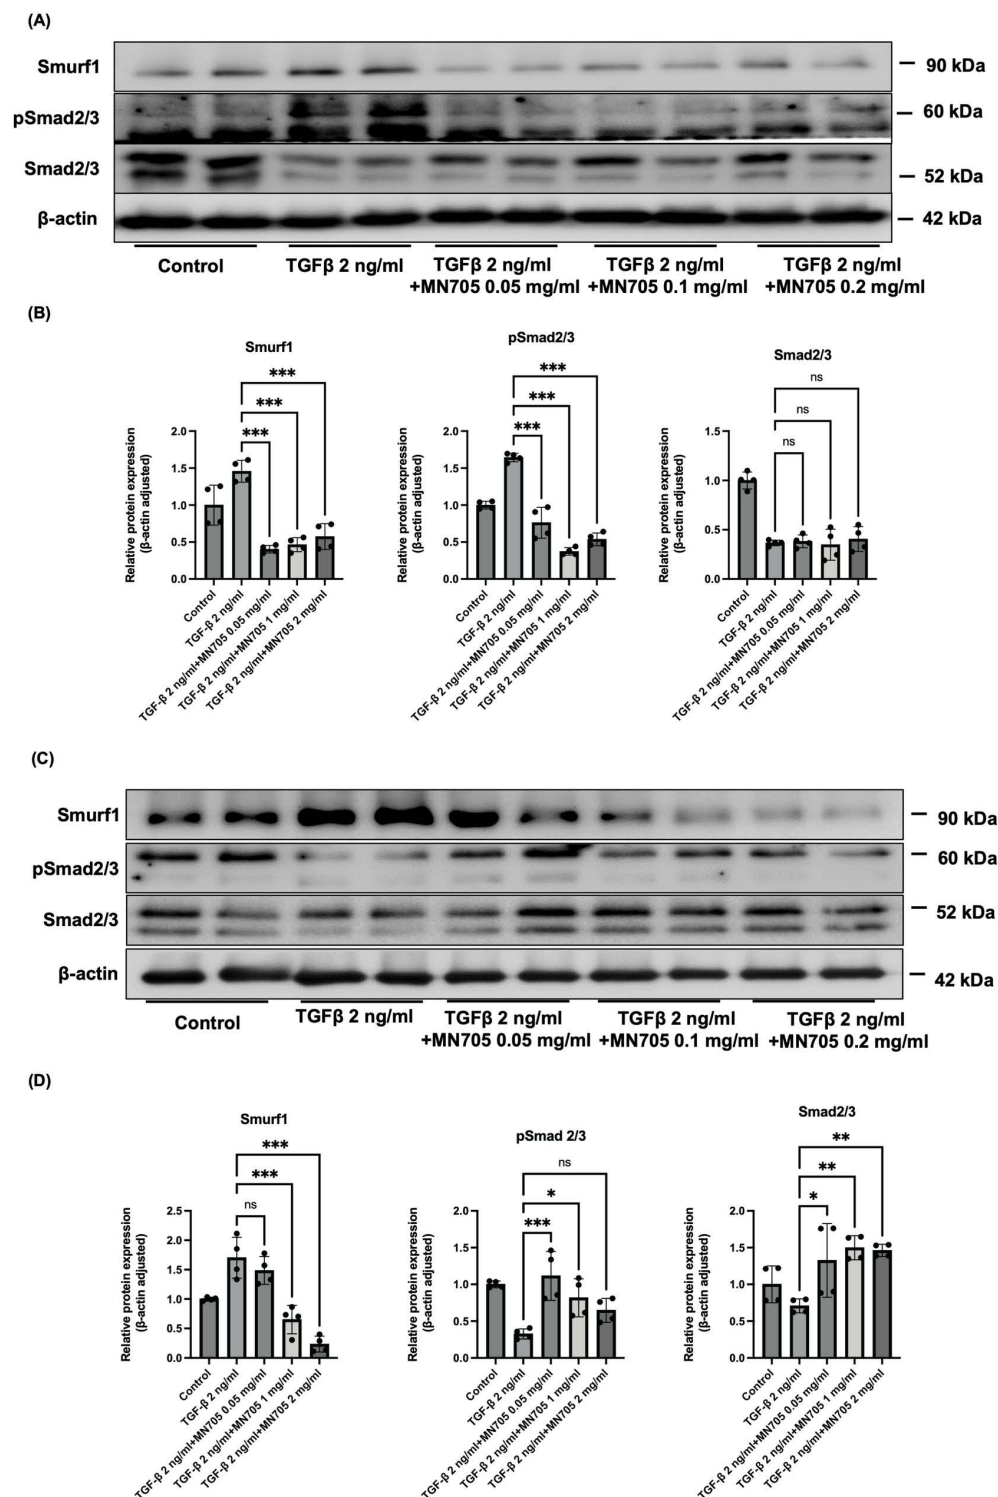 (A)
Smurf1
90 kDa
pSmad2/3
60 kDa
Smad2/3
52 kDa
β-actin
42 kDa
Control
TGFβ 2 ng/ml
TGFβ 2 ng/ml
+MN705 0.05 mg/ml
TGFβ 2 ng/ml
+MN705 0.1 mg/ml
TGFβ 2 ng/ml
+MN705 0.2 mg/ml
(B)
Smurf1
***
***
***
Relative protein expression
(β-actin adjusted)
2.0
1.5
1.0
0.5
0.0
Control
TGF-β 2 ng/ml
TGF-β 2 ng/ml+MN705 0.05 mg/ml
TGF-β 2 ng/ml+MN705 1 mg/ml
TGF-β 2 ng/ml+MN705 2 mg/ml
pSmad2/3
***
***
***
Relative protein expression
(β-actin adjusted)
2.0
1.5
1.0
0.5
0.0
Control
TGF-β 2 ng/ml
TGF-β 2 ng/ml+MN705 0.05 mg/ml
TGF-β 2 ng/ml+MN705 1 mg/ml
TGF-β 2 ng/ml+MN705 2 mg/ml
Smad2/3
ns
ns
ns
Relative protein expression
(β-actin adjusted)
1.5
1.0
0.5
0.0
Control
TGF-β 2 ng/ml
TGF-β 2 ng/ml+MN705 0.05 mg/ml
TGF-β 2 ng/ml+MN705 1 mg/ml
TGF-β 2 ng/ml+MN705 2 mg/ml
(C)
Smurf1
90 kDa
pSmad2/3
60 kDa
Smad2/3
52 kDa
β-actin
42 kDa
Control
TGFβ 2 ng/ml
TGFβ 2 ng/ml
+MN705 0.05 mg/ml
TGFβ 2 ng/ml
+MN705 0.1 mg/ml
TGFβ 2 ng/ml
+MN705 0.2 mg/ml
(D)
Smurf1
***
***
ns
Relative protein expression
(β-actin adjusted)
2.5
2.0
1.5
1.0
0.5
0.0
Control
TGF-β 2 ng/ml
TGF-β 2 ng/ml+MN705 0.05 mg/ml
TGF-β 2 ng/ml+MN705 1 mg/ml
TGF-β 2 ng/ml+MN705 2 mg/ml
pSmad 2/3
ns
*
***
Relative protein expression
(β-actin adjusted)
2.0
1.5
1.0
0.5
0.0
Control
TGF-β 2 ng/ml
TGF-β 2 ng/ml+MN705 0.05 mg/ml
TGF-β 2 ng/ml+MN705 1 mg/ml
TGF-β 2 ng/ml+MN705 2 mg/ml
Smad2/3
**
**
*
Relative protein expression
(β-actin adjusted)
2.0
1.5
1.0
0.5
0.0
Control
TGF-β 2 ng/ml
TGF-β 2 ng/ml+MN705 0.05 mg/ml
TGF-β 2 ng/ml+MN705 1 mg/ml
TGF-β 2 ng/ml+MN705 2 mg/ml